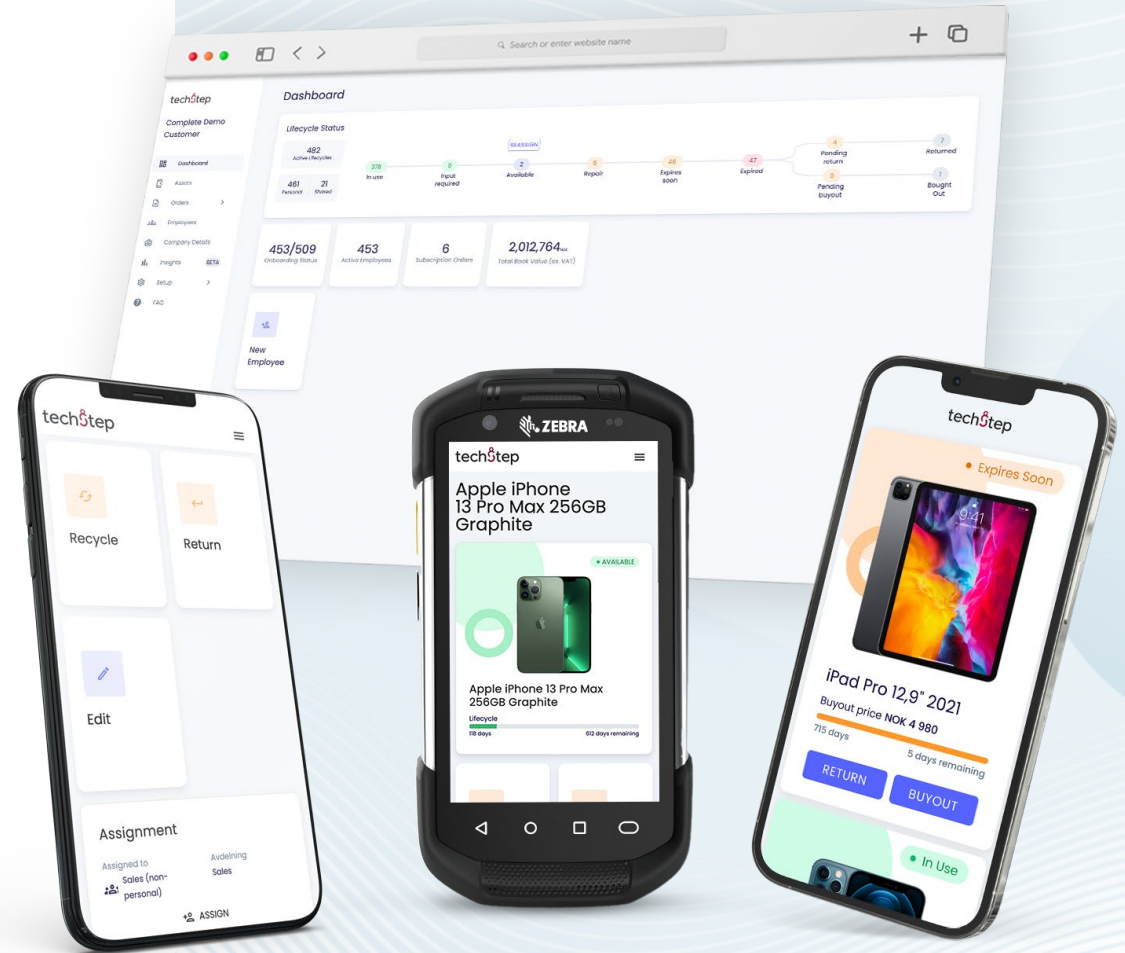 Search or enter website name
techstep
Complete Demo
Customer
Dashboard
Assets
Orders
Employees
Company Details
Insights BETA
Setup
FAQ
Dashboard
Lifecycle Status
482
Active Lifecycles
461
Personal
21
Shared
378
In use
0
Input
required
REASSIGN
2
Available
6
Repair
46
Expires
soon
47
Expired
4
Pending
return
Pending
buyout
7
Returned
Bought
Out
453/509
Onboarding Status
453
Active Employees
6
Subscription Orders
2,012,764 NOK
Total Book Value (ex. VAT)
New
Employee
techstep
Recycle
Return
Edit
Assignment
Assigned to
Sales (non-
personal)
Avdelning
Sales
ASSIGN
ZEBRA
techstep
Apple iPhone
13 Pro Max 256GB
Graphite
AVAILABLE
Apple iPhone 13 Pro Max
256GB Graphite
Lifecycle
118 days
612 days remaining
techstep
Expires Soon
9:41
iPad Pro 12,9" 2021
Buyout price NOK 4 980
715 days
5 days remaining
RETURN
BUYOUT
In Use